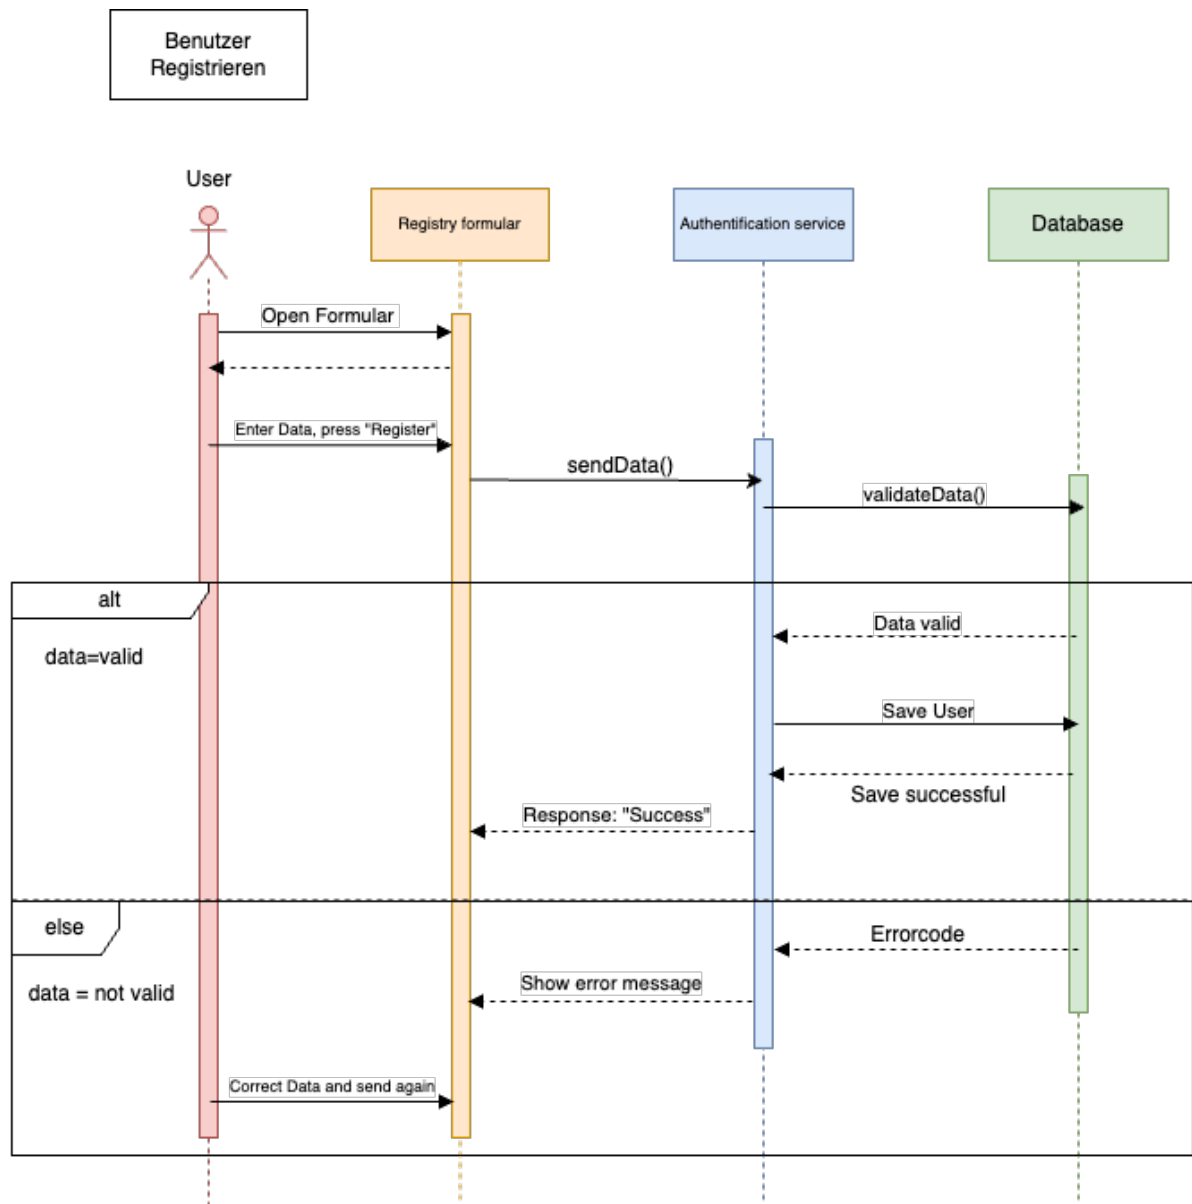 Benutzer
Registrieren
User
Registry formular
Authentification service
Database
Open Formular
Enter Data, press "Register"
sendData()
validateData()
alt
data=valid
Data valid
Save User
Save successful
Response: "Success"
else
data = not valid
Errorcode
Show error message
Correct Data and send again